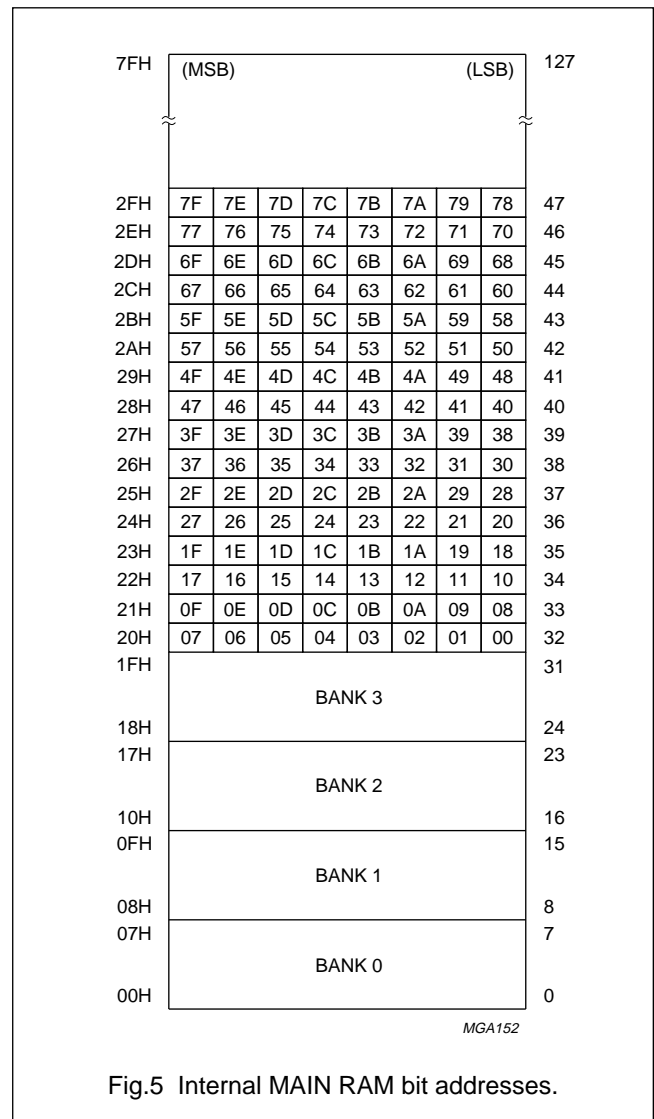 7FH (MSB) (LSB) 127
2FH 7F 7E 7D 7C 7B 7A 79 78 47
2EH 77 76 75 74 73 72 71 70 46
2DH 6F 6E 6D 6C 6B 6A 69 68 45
2CH 67 66 65 64 63 62 61 60 44
2BH 5F 5E 5D 5C 5B 5A 59 58 43
2AH 57 56 55 54 53 52 51 50 42
29H 4F 4E 4D 4C 4B 4A 49 48 41
28H 47 46 45 44 43 42 41 40 40
27H 3F 3E 3D 3C 3B 3A 39 38 39
26H 37 36 35 34 33 32 31 30 38
25H 2F 2E 2D 2C 2B 2A 29 28 37
24H 27 26 25 24 23 22 21 20 36
23H 1F 1E 1D 1C 1B 1A 19 18 35
22H 17 16 15 14 13 12 11 10 34
21H 0F 0E 0D 0C 0B 0A 09 08 33
20H 07 06 05 04 03 02 01 00 32
1FH 31
BANK 3
18H 24
17H 23
BANK 2
10H 16
0FH 15
BANK 1
08H 8
07H 7
BANK 0
00H 0
MGA152
Fig.5 Internal MAIN RAM bit addresses.